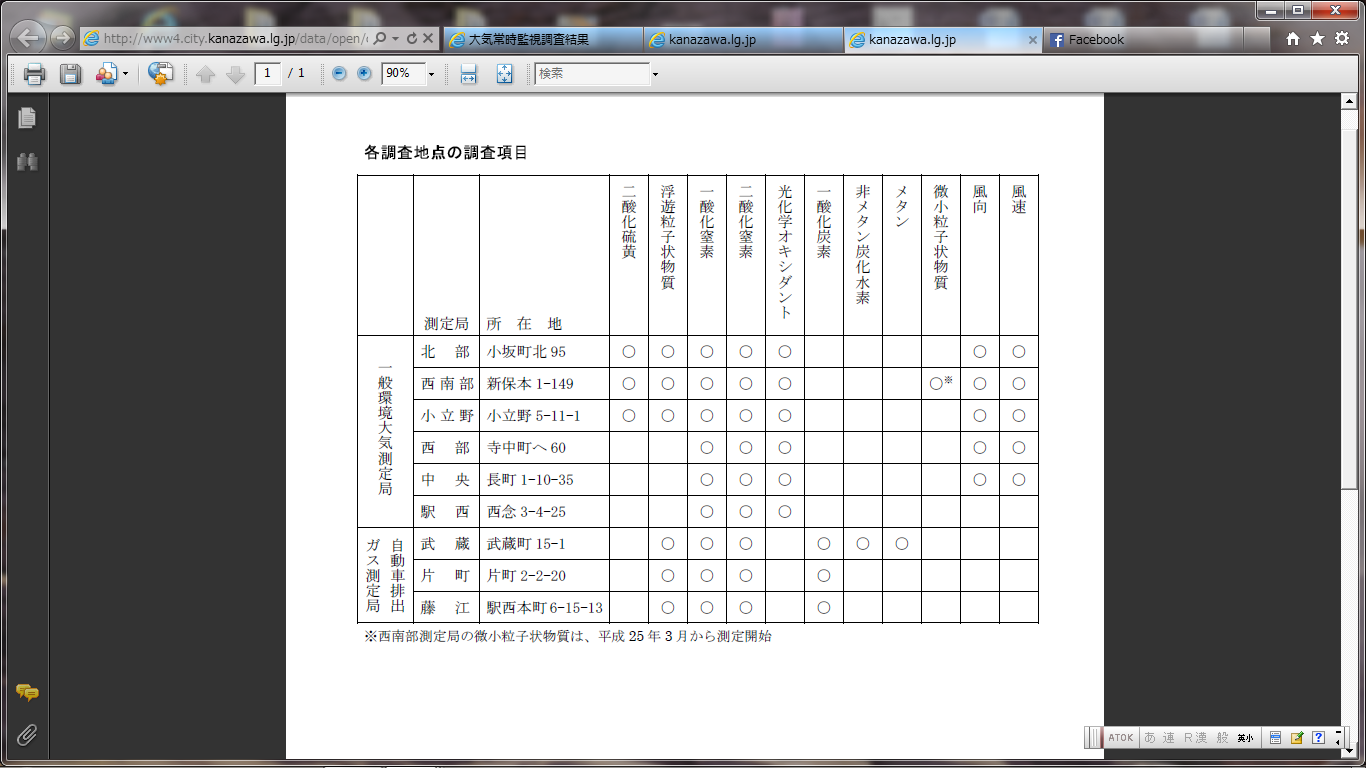 http://www4.city.kanazawa.lg.jp/data/open/
大気常時監視調査結果
kanazawa.lg.jp
kanazawa.lg.jp
Facebook
1 / 1
90%
検索
各調査地点の調査項目
測定局 所在地 二酸化硫黄 浮遊粒子状物質 一酸化窒素 二酸化窒素 光化学オキシダント 一酸化炭素 非メタン炭化水素 メタン 微小粒子状物質 風向 風速
一般環境大気測定局
北部 小坂町北95 ○ ○ ○ ○ ○ ○ ○
西南部 新保本1-149 ○ ○ ○ ○ ○ ○※ ○ ○
小立野 小立野5-11-1 ○ ○ ○ ○ ○ ○ ○
西部 寺中町へ60 ○ ○ ○ ○ ○
中央 長町1-10-35 ○ ○ ○ ○ ○
駅西 西念3-4-25 ○ ○ ○
自動車排出ガス測定局
武蔵 武蔵町15-1 ○ ○ ○ ○ ○ ○
片町 片町2-2-20 ○ ○ ○ ○
藤江 駅西本町6-15-13 ○ ○ ○ ○
※西南部測定局の微小粒子状物質は、平成25年3月から測定開始
ATOK あ 連 R漢 般 英小